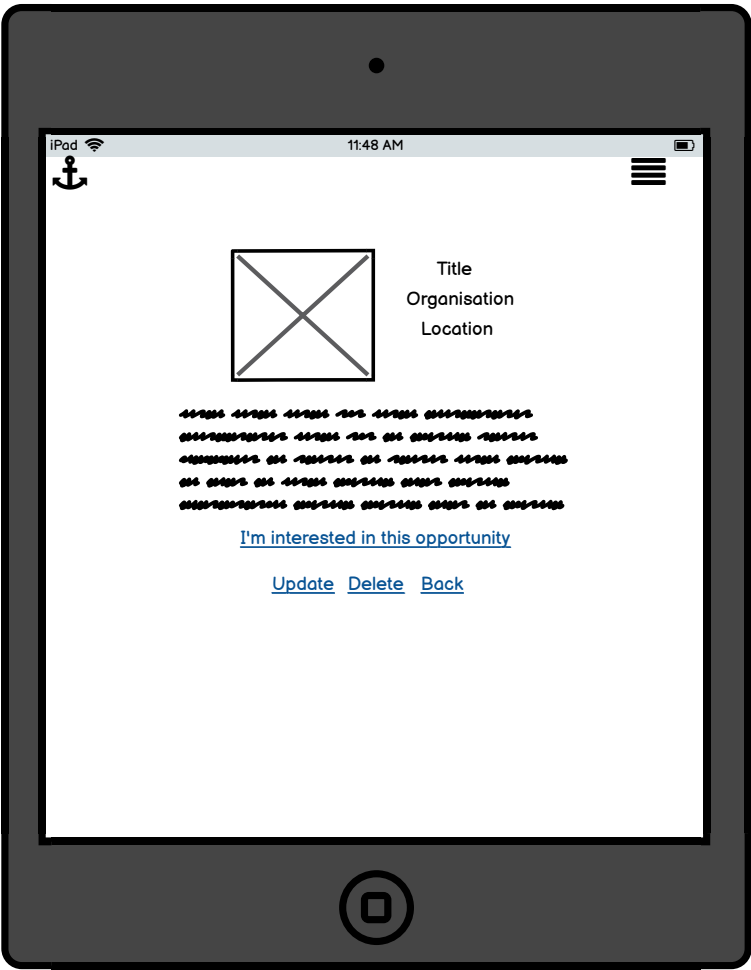 iPad 11:48 AM
Title
Organisation
Location
I'm interested in this opportunity
Update Delete Back